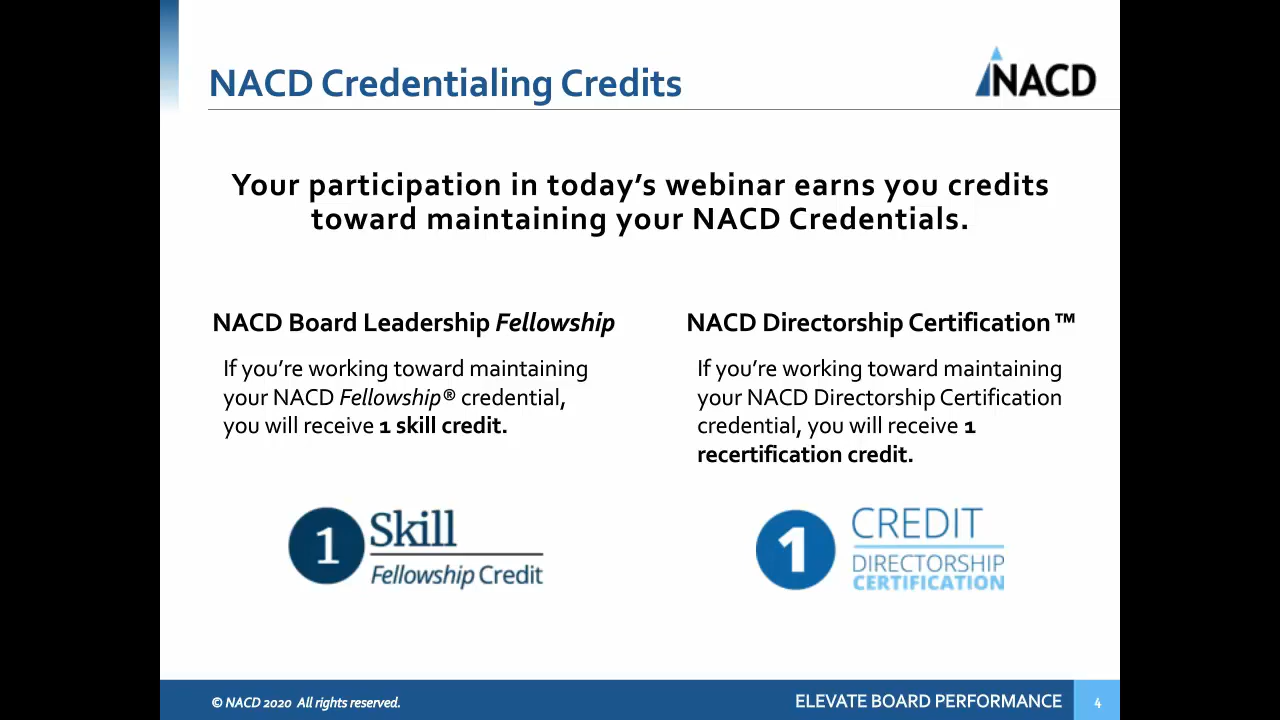 NACD Credentialing Credits
NACD
Your participation in today's webinar earns you credits
toward maintaining your NACD Credentials.
NACD Board Leadership Fellowship
If you're working toward maintaining
your NACD Fellowship® credential,
you will receive 1 skill credit.
1
Skill
Fellowship Credit
NACD Directorship Certification™
If you're working toward maintaining
your NACD Directorship Certification
credential, you will receive 1
recertification credit.
1
CREDIT
DIRECTORSHIP
CERTIFICATION
© NACD 2020 All rights reserved.
ELEVATE BOARD PERFORMANCE
4